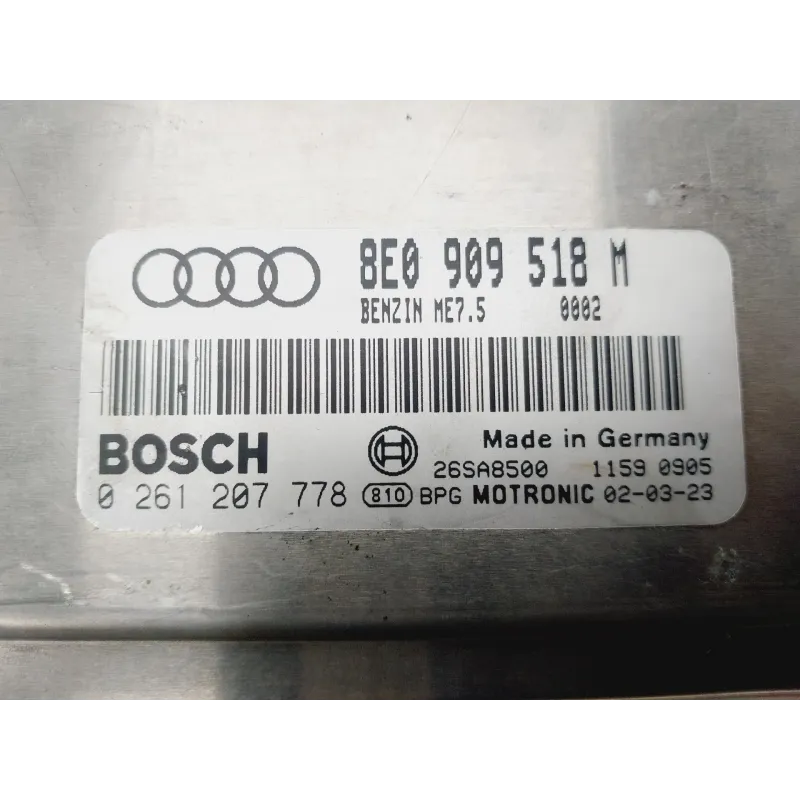 8E0 909 518 M
BENZIN ME7.5 0002
BOSCH Made in Germany
26SA8500 1159 0905
0 261 207 778 810 BPG MOTRONIC 02-03-23